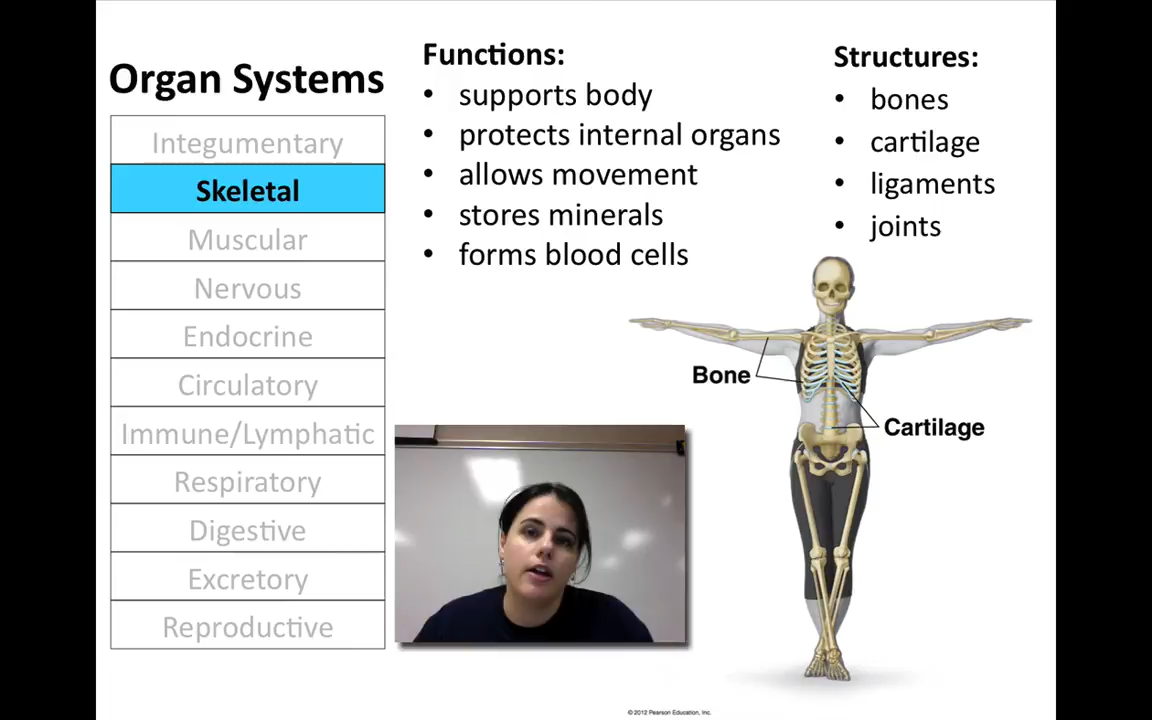 Organ Systems
Integumentary
Skeletal
Muscular
Nervous
Endocrine
Circulatory
Immune/Lymphatic
Respiratory
Digestive
Excretory
Reproductive
Functions:
• supports body
• protects internal organs
• allows movement
• stores minerals
• forms blood cells
Structures:
• bones
• cartilage
• ligaments
• joints
Bone
Cartilage
© 2012 Pearson Education, Inc.